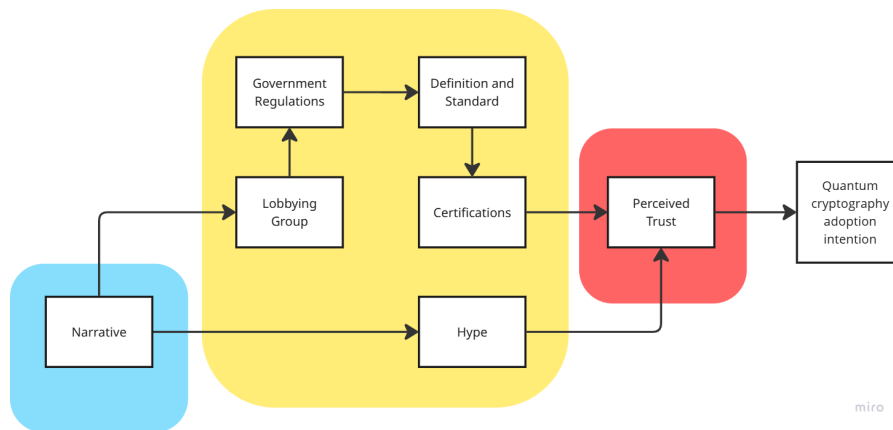 Government
Regulations
Definition and
Standard
Lobbying
Group
Certifications
Perceived
Trust
Quantum
cryptography
adoption
intention
Narrative
Hype
miro